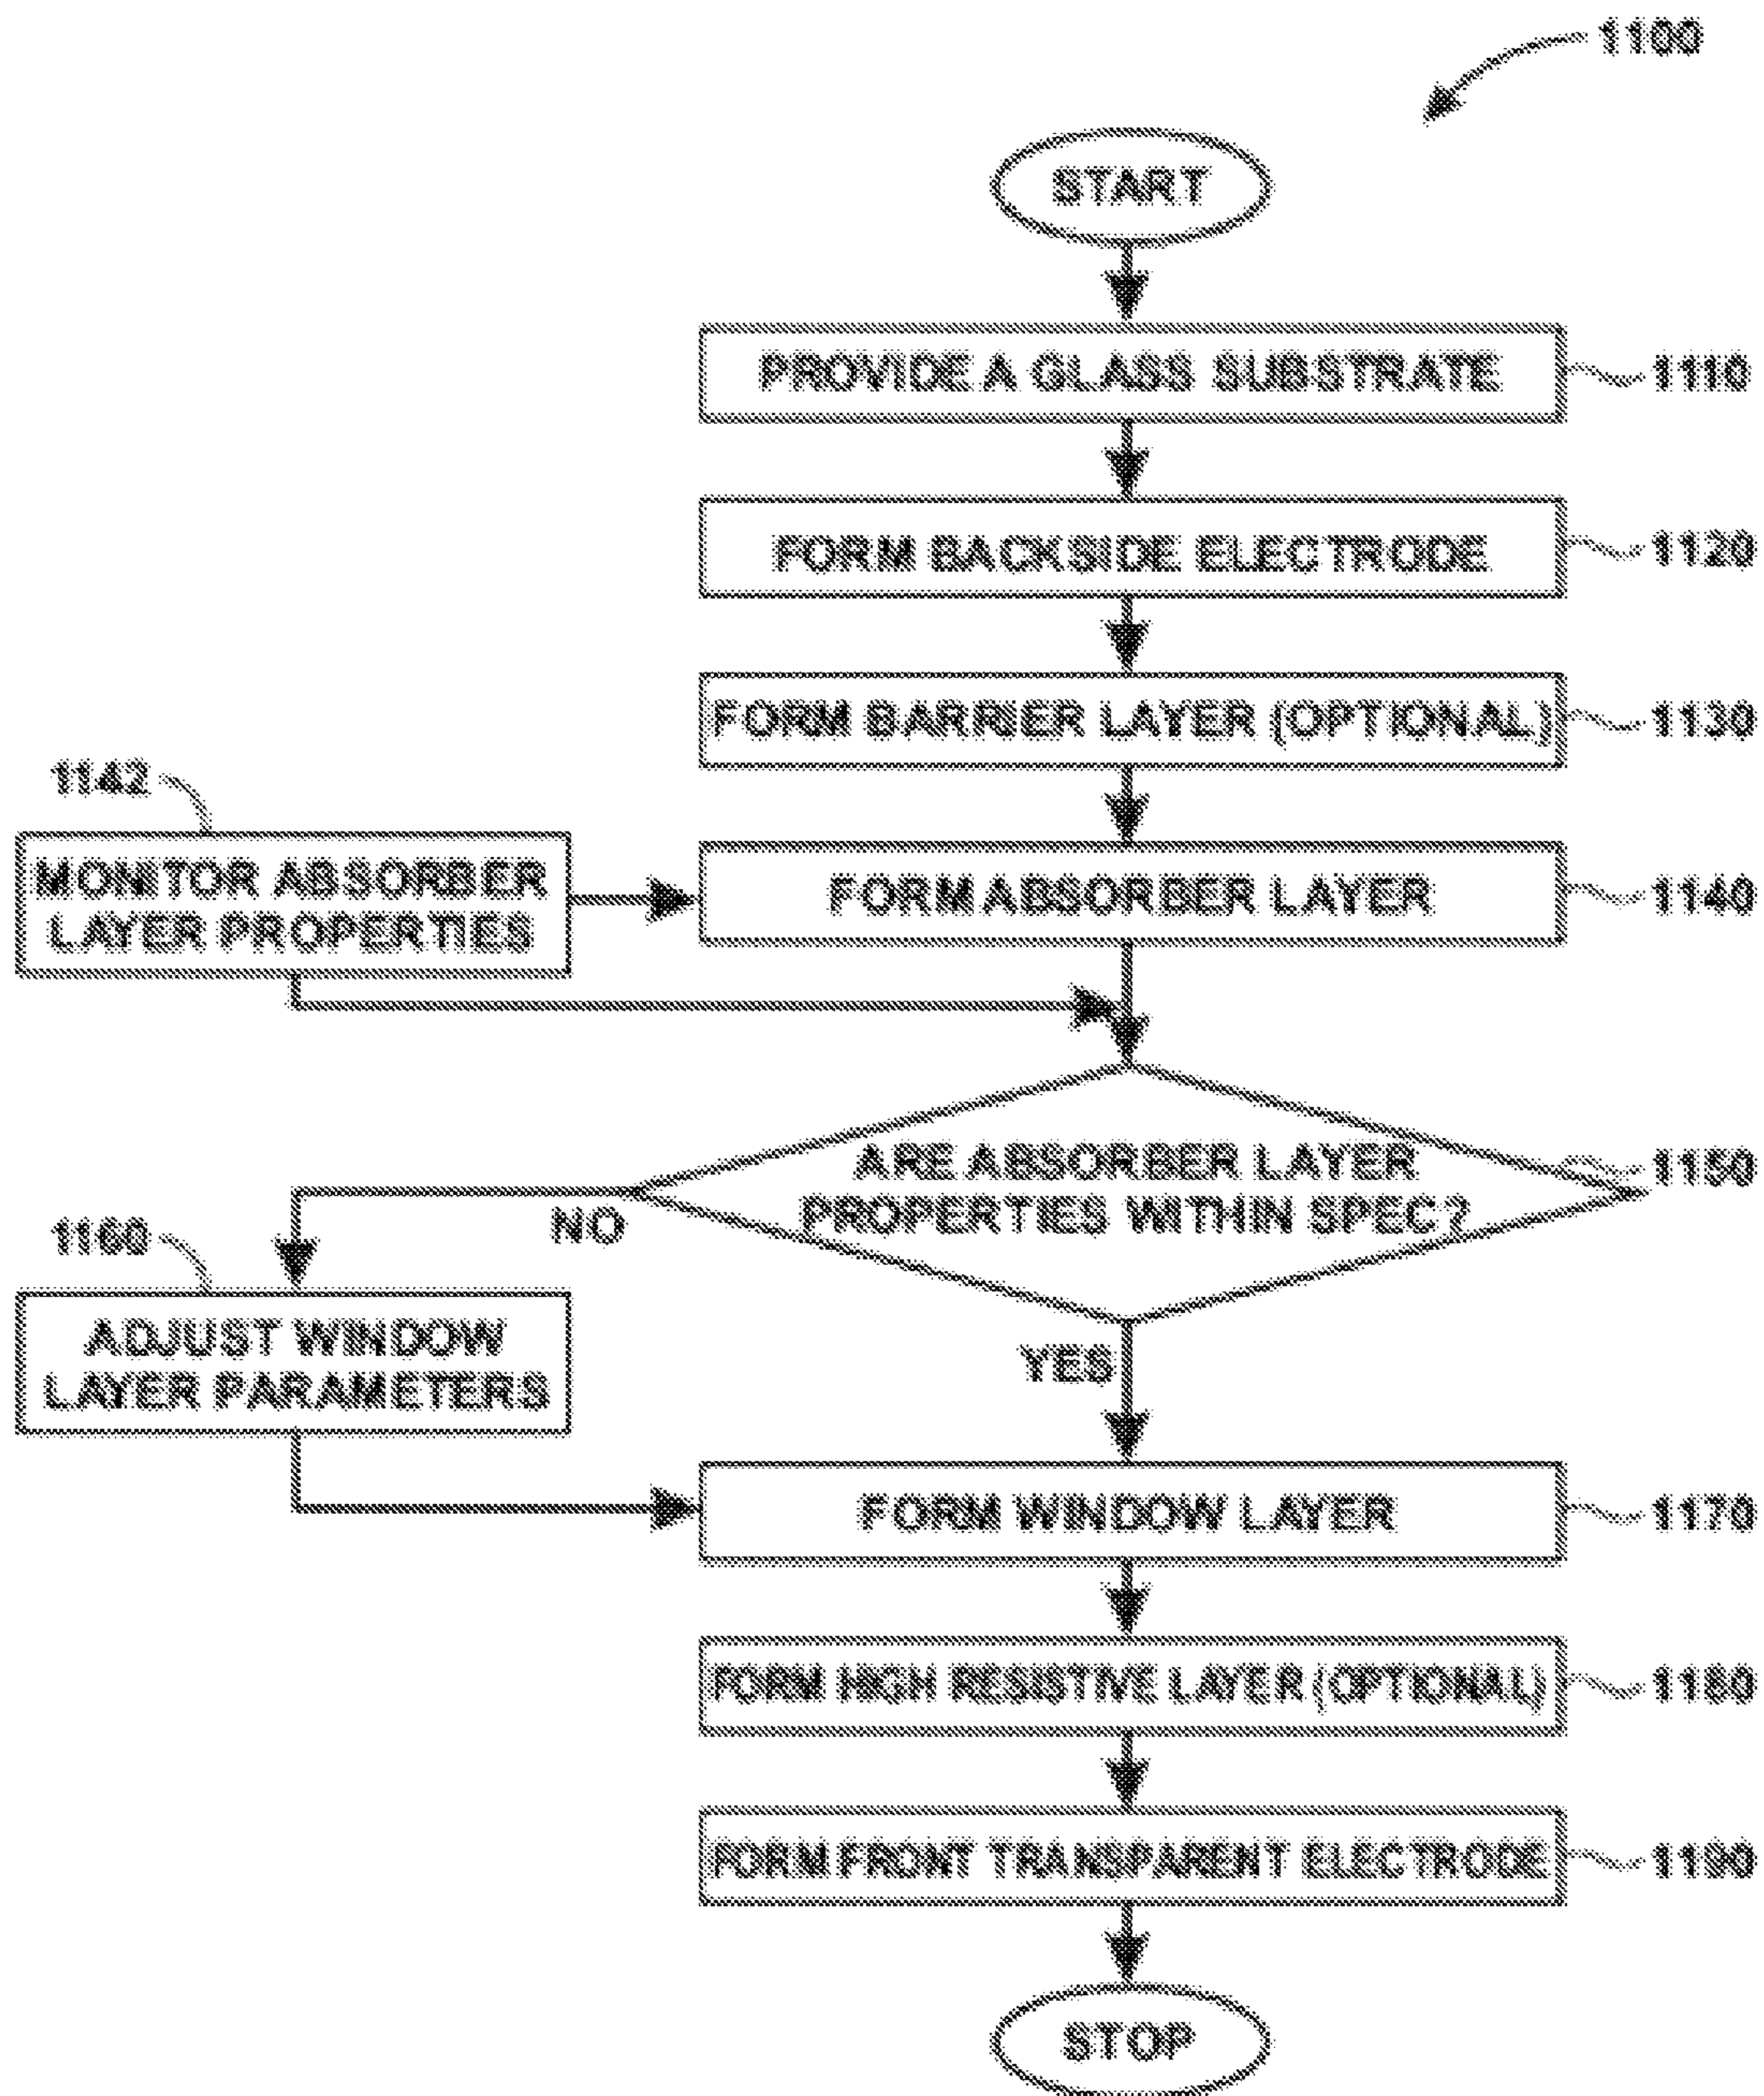 1100
START
PROVIDE A GLASS SUBSTRATE
1110
FORM BACKSIDE ELECTRODE
1120
FORM BARRIER LAYER (OPTIONAL)
1130
1142
MONITOR ABSORBER
LAYER PROPERTIES
FORM ABSORBER LAYER
1140
ARE ABSORBER LAYER
PROPERTIES WITHIN SPEC?
1150
NO
1160
ADJUST WINDOW
LAYER PARAMETERS
YES
FORM WINDOW LAYER
1170
FORM HIGH RESISTIVE LAYER (OPTIONAL)
1180
FORM FRONT TRANSPARENT ELECTRODE
1190
STOP